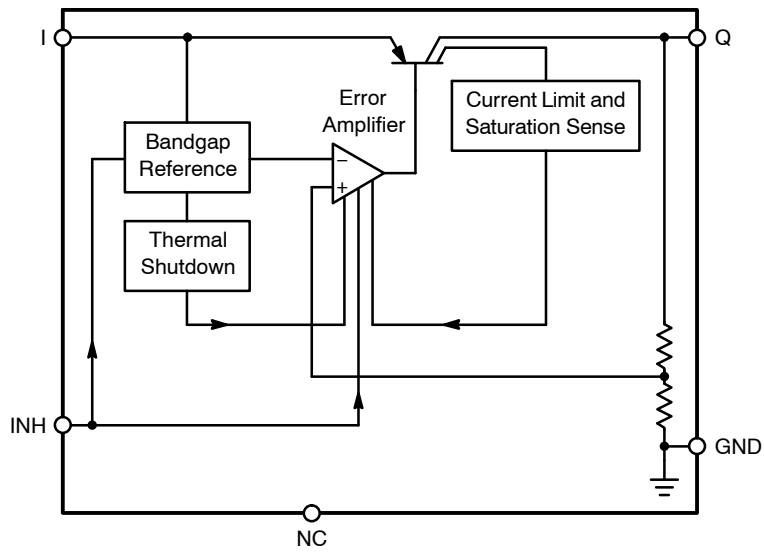 I
Q
Error
Amplifier
Current Limit and
Saturation Sense
Bandgap
Reference
−
+
Thermal
Shutdown
INH
GND
NC